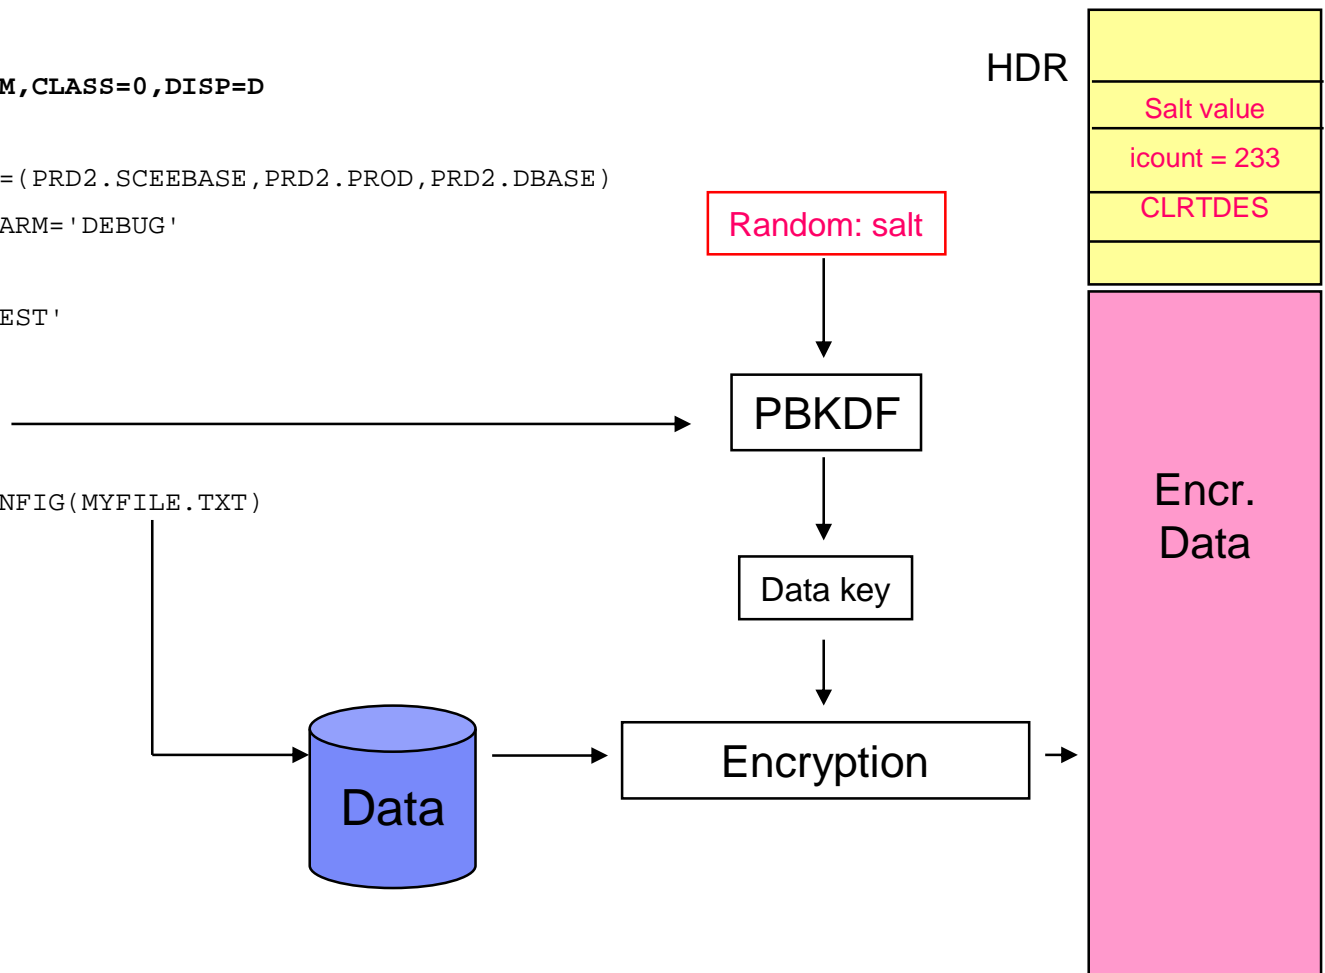 M,CLASS=0,DISP=D
=(PRD2.SCEEBASE,PRD2.PROD,PRD2.DBASE)
ARM='DEBUG'
EST'
NFIG(MYFILE.TXT)
HDR
Salt value
icount = 233
CLRTDES
Random: salt
PBKDF
Data key
Encryption
Data
Encr.
Data